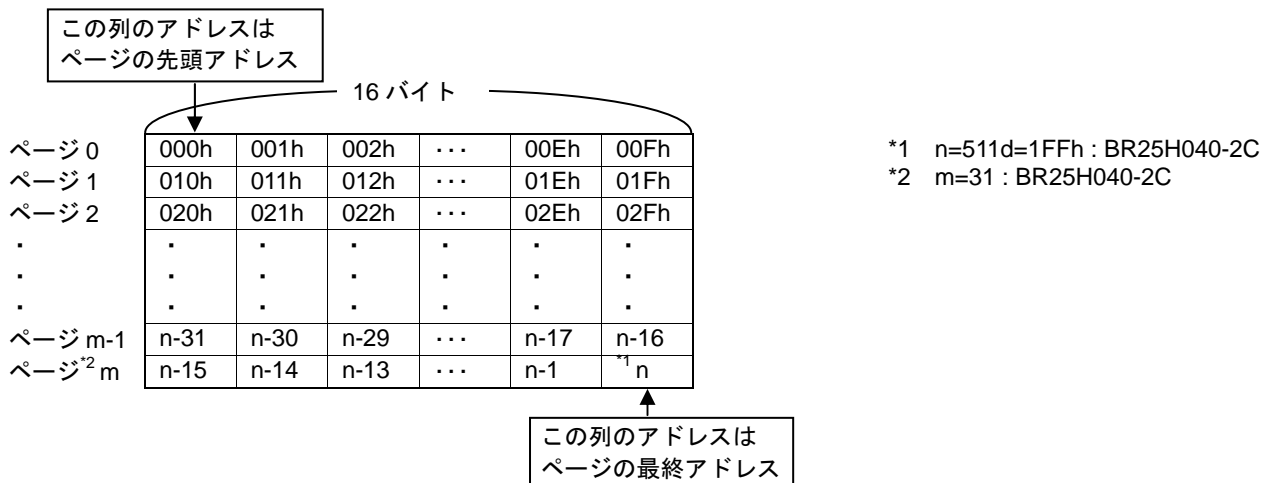 この列のアドレスは
ページの先頭アドレス
16 バイト
ページ 0 000h 001h 002h ··· 00Eh 00Fh
ページ 1 010h 011h 012h ··· 01Eh 01Fh
ページ 2 020h 021h 022h ··· 02Eh 02Fh
・ ・ ・ ・ ・ ・ ・
・ ・ ・ ・ ・ ・ ・
・ ・ ・ ・ ・ ・ ・
ページ m-1 n-31 n-30 n-29 ··· n-17 n-16
ページ*2 m n-15 n-14 n-13 ··· n-1 *1 n
この列のアドレスは
ページの最終アドレス
*1 n=511d=1FFh : BR25H040-2C
*2 m=31 : BR25H040-2C